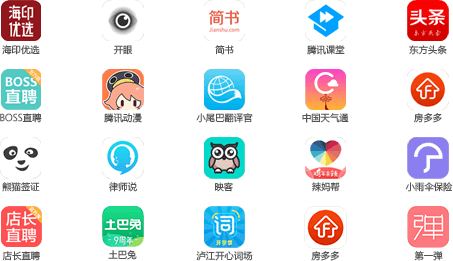 海印
优选
简书
Jianshu.com
头条
东方头条
海印优选 开眼 简书 腾讯课堂 东方头条
BOSS
直聘
BOSS直聘 腾讯动漫 小尾巴翻译官 中国天气通 房多多
熊猫签证 律师说 映客 辣妈帮 小雨伞保险
店长
直聘
土巴兔
9周年
词
开学季
弹
店长直聘 土巴兔 泸江开心词场 房多多 第一弹